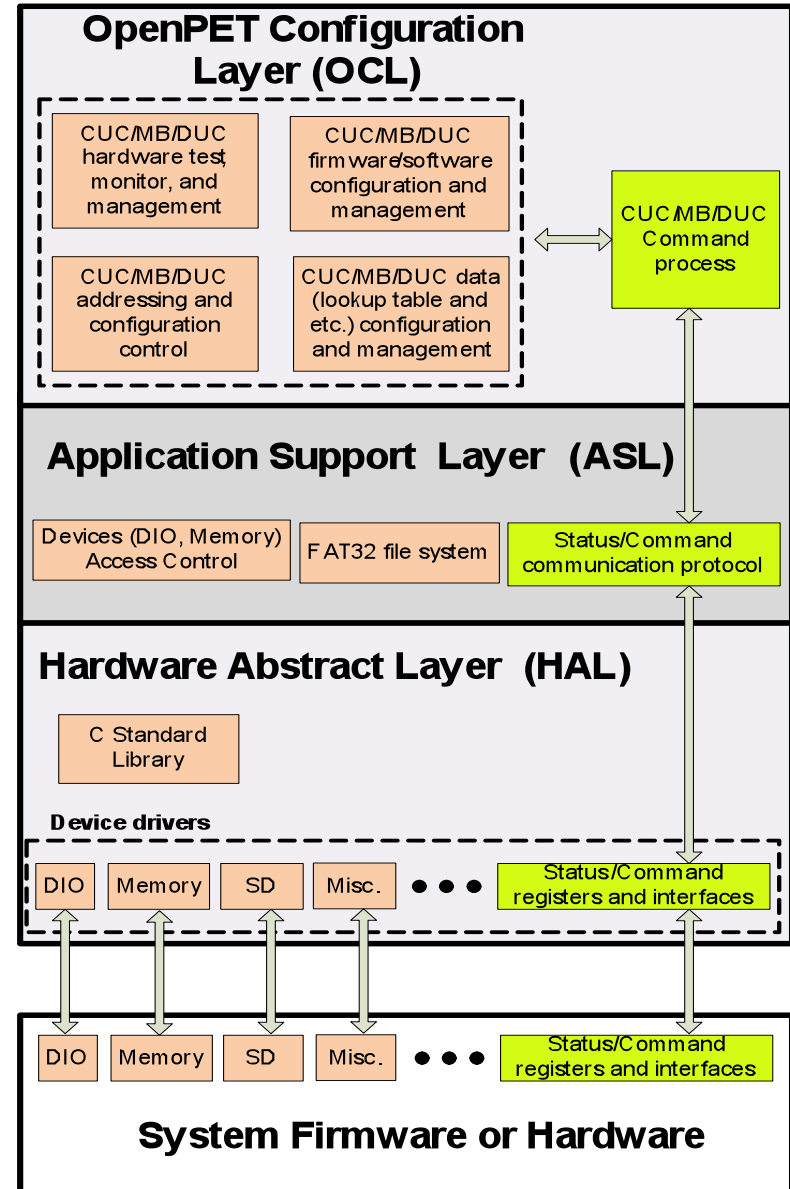 OpenPET Configuration
Layer (OCL)
CUC/MB/DUC
hardware test,
monitor, and
management
CUC/MB/DUC
firmware/software
configuration and
management
CUC/MB/DUC
addressing and
configuration
control
CUC/MB/DUC data
(lookup table and
etc.) configuration
and management
CUC/MB/DUC
Command
process
Application Support Layer (ASL)
Devices (DIO, Memory)
Access Control
FAT32 file system
Status/Command
communication protocol
Hardware Abstract Layer (HAL)
C Standard
Library
Device drivers
DIO
Memory
SD
Misc.
Status/Command
registers and interfaces
DIO
Memory
SD
Misc.
Status/Command
registers and interfaces
System Firmware or Hardware